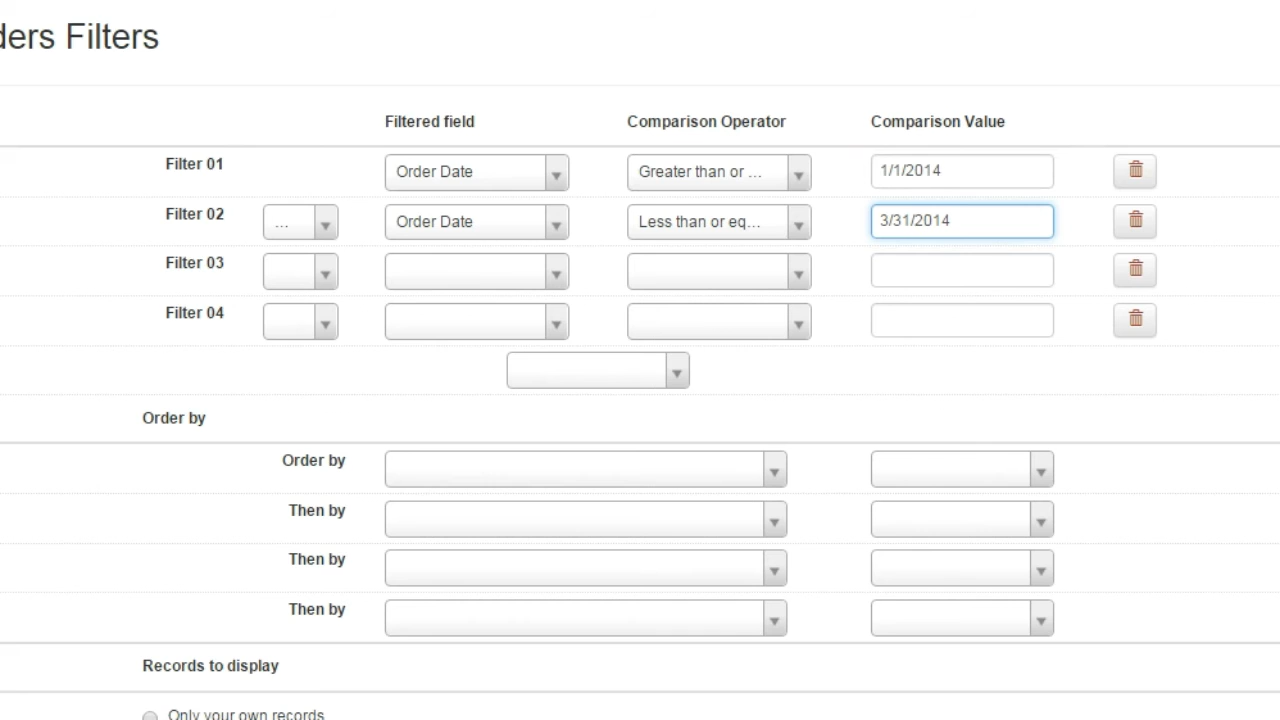 ders Filters
Filtered field Comparison Operator Comparison Value
Filter 01 Order Date Greater than or ... 1/1/2014
Filter 02 ... Order Date Less than or eq... 3/31/2014
Filter 03
Filter 04
Order by
Order by
Then by
Then by
Then by
Records to display
Only your own records